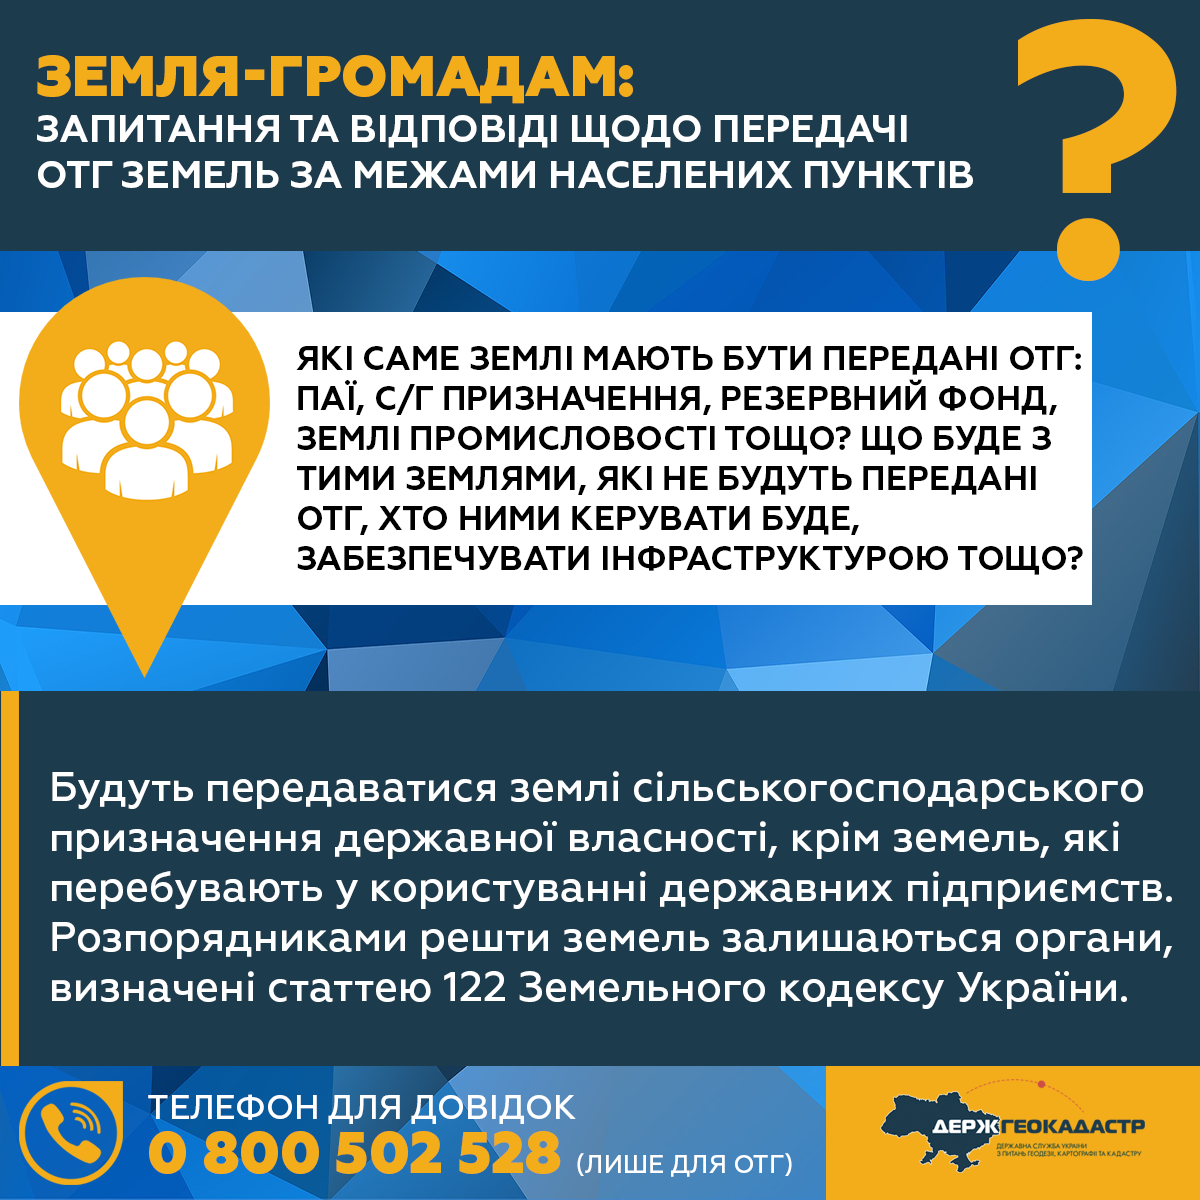 ЗЕМЛЯ-ГРОМАДАМ:
ЗАПИТАННЯ ТА ВІДПОВІДІ ЩОДО ПЕРЕДАЧІ
ОТГ ЗЕМЕЛЬ ЗА МЕЖАМИ НАСЕЛЕНИХ ПУНКТІВ
?
ЯКІ САМЕ ЗЕМЛІ МАЮТЬ БУТИ ПЕРЕДАНІ ОТГ:
ПАЇ, С/Г ПРИЗНАЧЕННЯ, РЕЗЕРВНИЙ ФОНД,
ЗЕМЛІ ПРОМИСЛОВОСТІ ТОЩО? ЩО БУДЕ З
ТИМИ ЗЕМЛЯМИ, ЯКІ НЕ БУДУТЬ ПЕРЕДАНІ
ОТГ, ХТО НИМИ КЕРУВАТИ БУДЕ,
ЗАБЕЗПЕЧУВАТИ ІНФРАСТРУКТУРОЮ ТОЩО?
Будуть передаватися землі сільськогосподарського
призначення державної власності, крім земель, які
перебувають у користуванні державних підприємств.
Розпорядниками решти земель залишаються органи,
визначені статтею 122 Земельного кодексу України.
ТЕЛЕФОН ДЛЯ ДОВІДОК
0 800 502 528 (ЛИШЕ ДЛЯ ОТГ)
ДЕРЖГЕОКАДАСТР
ДЕРЖАВНА СЛУЖБА УКРАЇНИ
З ПИТАНЬ ГЕОДЕЗІЇ, КАРТОГРАФІЇ ТА КАДАСТРУ